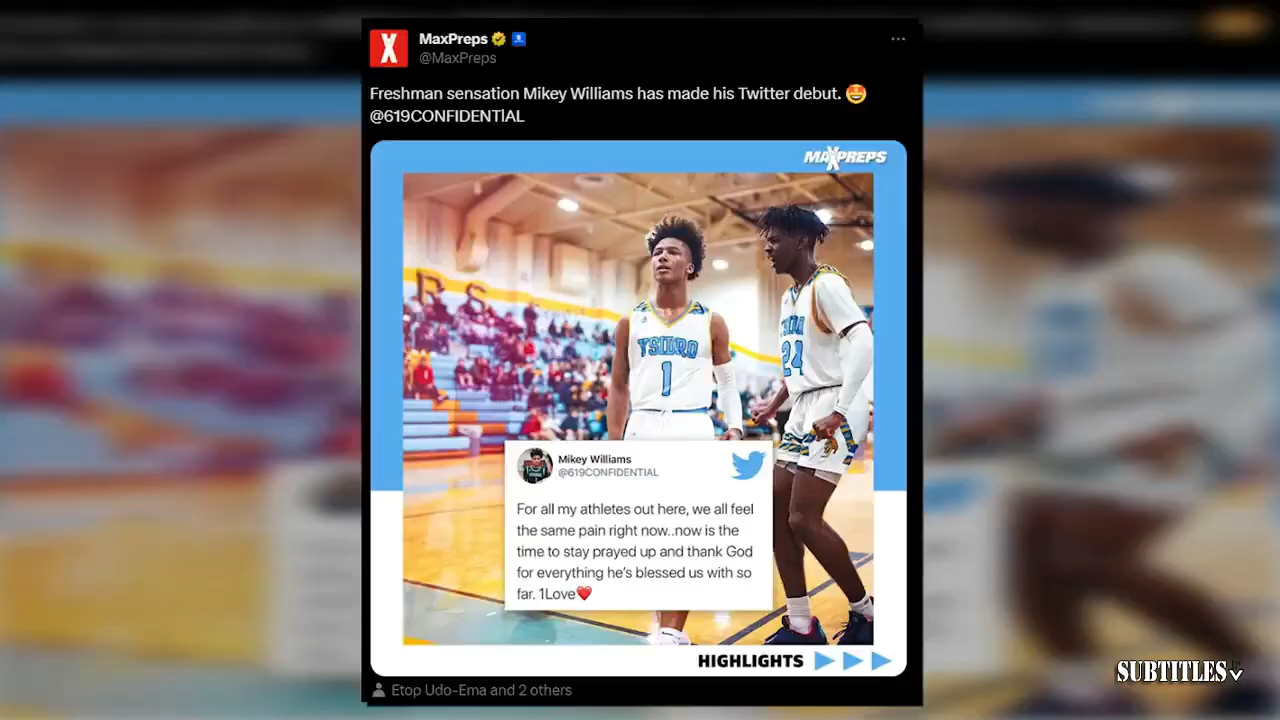 MaxPreps
@MaxPreps
Freshman sensation Mikey Williams has made his Twitter debut. 🤩
@619CONFIDENTIAL
MAXPREPS
RS
YSIDRO
1
YSIDRO
24
Mikey Williams
@619CONFIDENTIAL
For all my athletes out here, we all feel
the same pain right now..now is the
time to stay prayed up and thank God
for everything he's blessed us with so
far. 1Love❤️
HIGHLIGHTS
Etop Udo-Ema and 2 others
SUBTITLES